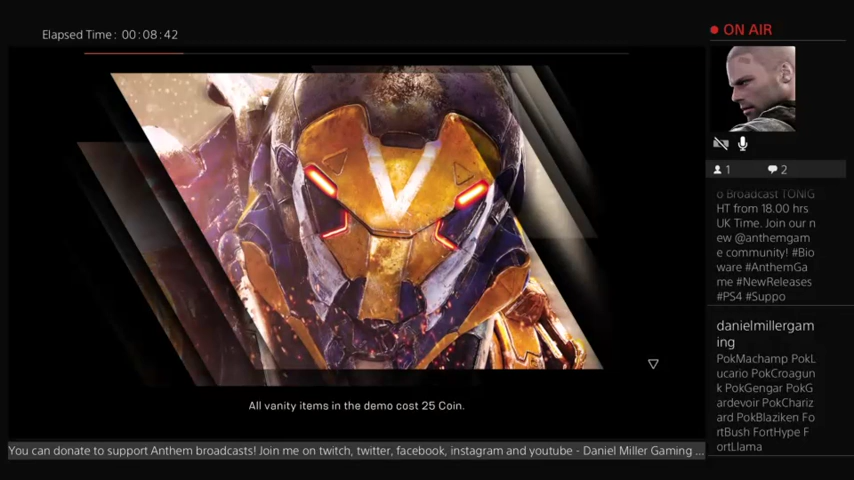 Elapsed Time : 00:08:42
ON AIR
1
2
o Broadcast TONIG
HT from 18.00 hrs
UK Time. Join our n
ew @anthemgam
e community! #Bio
ware #AnthemGa
me #NewReleases
#PS4 #Suppo
danielmillergam
ing
PokMachamp PokL
ucario PokCroagun
k PokGengar PokG
ardevoir PokChariz
ard PokBlaziken Fo
rtBush FortHype F
ortLlama
All vanity items in the demo cost 25 Coin.
You can donate to support Anthem broadcasts! Join me on twitch, twitter, facebook, instagram and youtube - Daniel Miller Gaming ...